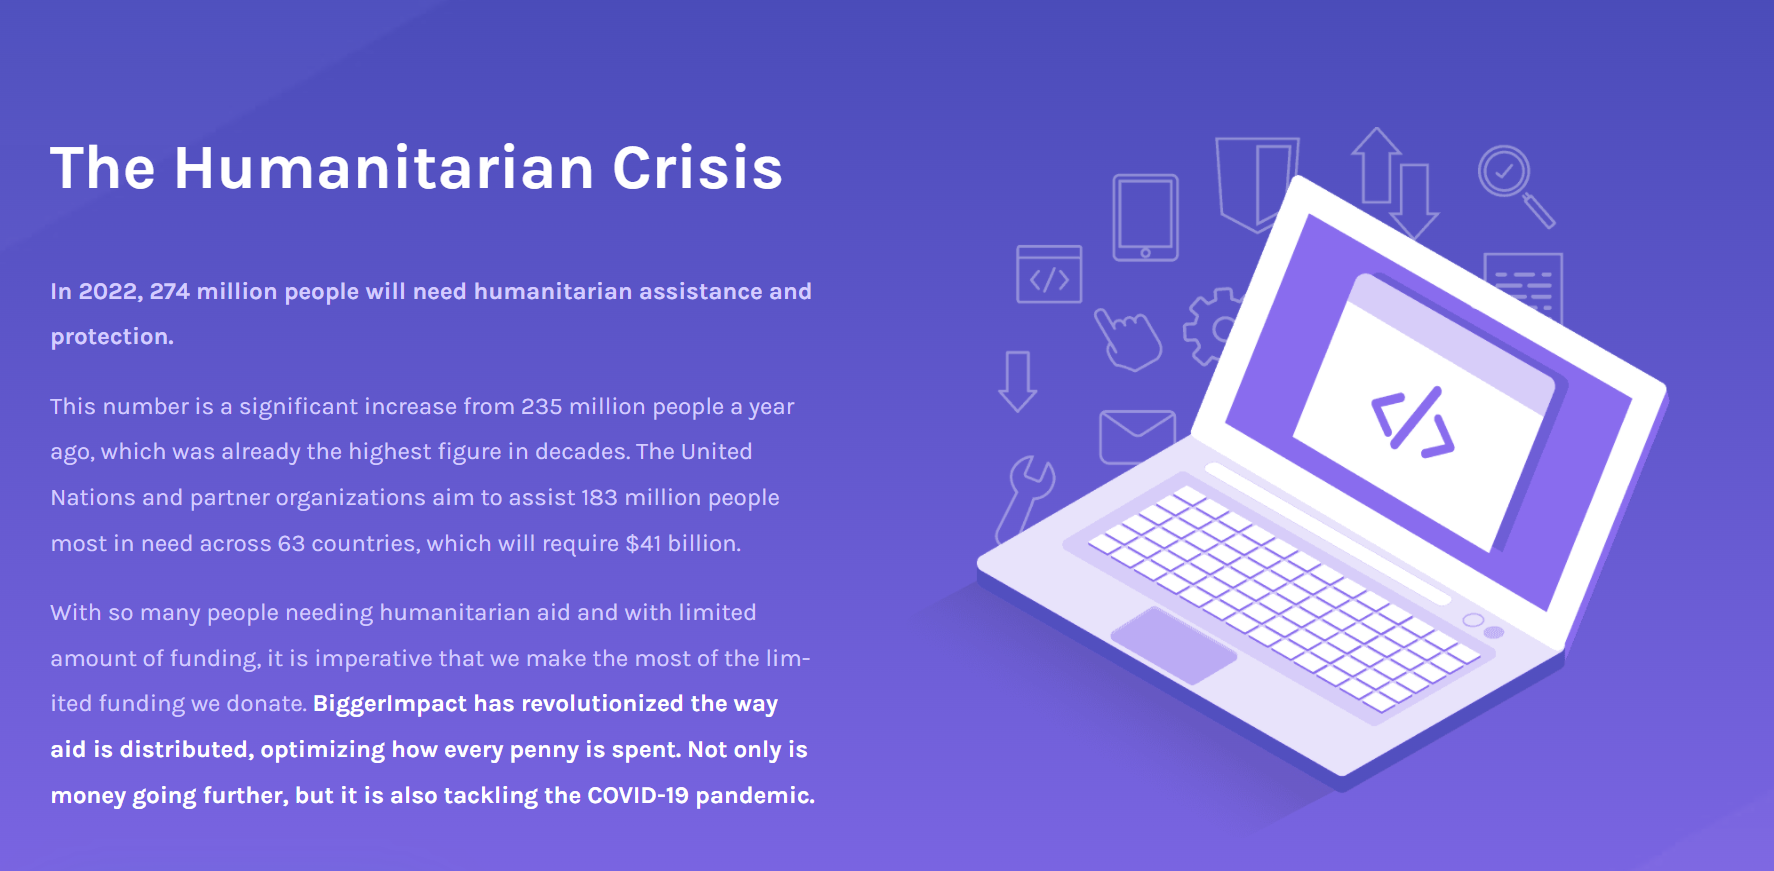 The Humanitarian Crisis
In 2022, 274 million people will need humanitarian assistance and
protection.
This number is a significant increase from 235 million people a year
ago, which was already the highest figure in decades. The United
Nations and partner organizations aim to assist 183 million people
most in need across 63 countries, which will require $41 billion.
With so many people needing humanitarian aid and with limited
amount of funding, it is imperative that we make the most of the lim-
ited funding we donate. BiggerImpact has revolutionized the way
aid is distributed, optimizing how every penny is spent. Not only is
money going further, but it is also tackling the COVID-19 pandemic.